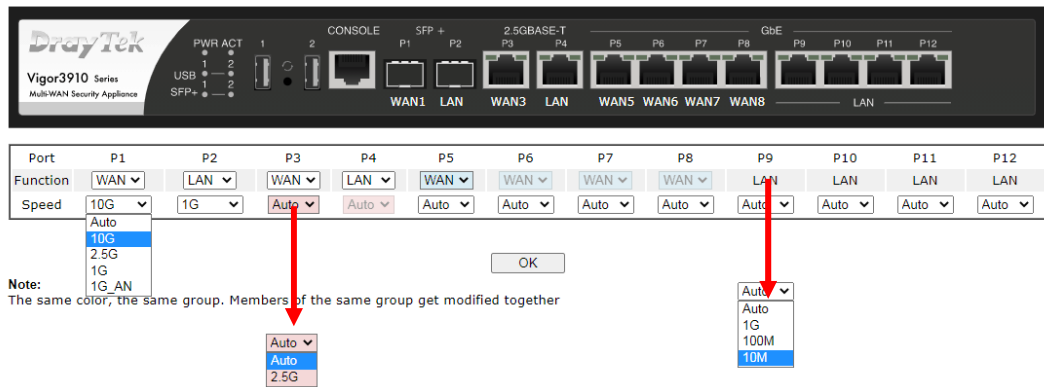 DrayTek
Vigor3910 Series
Multi-WAN Security Appliance
PWR ACT
1 2
USB
1 2
SFP+
1 2
CONSOLE
SFP +
P1 P2
2.5GBASE-T
P3 P4
GbE
P5 P6 P7 P8 P9 P10 P11 P12
WAN1 LAN WAN3 LAN WAN5 WAN6 WAN7 WAN8 LAN
Port P1 P2 P3 P4 P5 P6 P7 P8 P9 P10 P11 P12
Function WAN LAN WAN LAN WAN WAN WAN WAN LAN LAN LAN LAN
Speed 10G 1G Auto Auto Auto Auto Auto Auto Auto Auto Auto Auto
Auto
10G
2.5G
1G
1G_AN
OK
Note:
The same color, the same group. Members of the same group get modified together
Auto
Auto
2.5G
Auto
Auto
1G
100M
10M